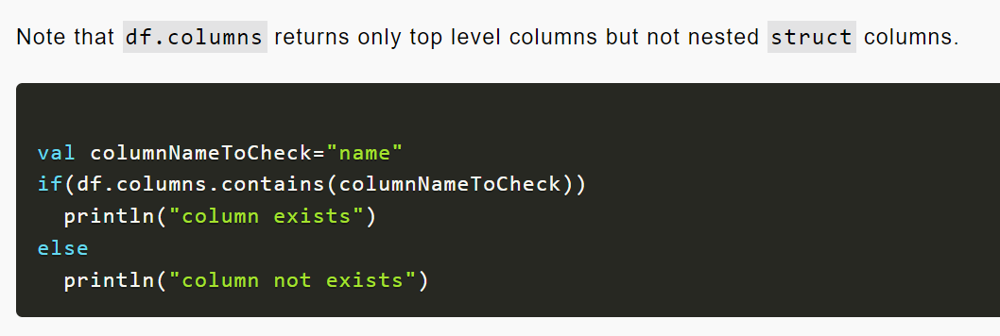 Note that df.columns returns only top level columns but not nested struct columns.
val columnNameToCheck="name"
if(df.columns.contains(columnNameToCheck))
  println("column exists")
else
  println("column not exists")